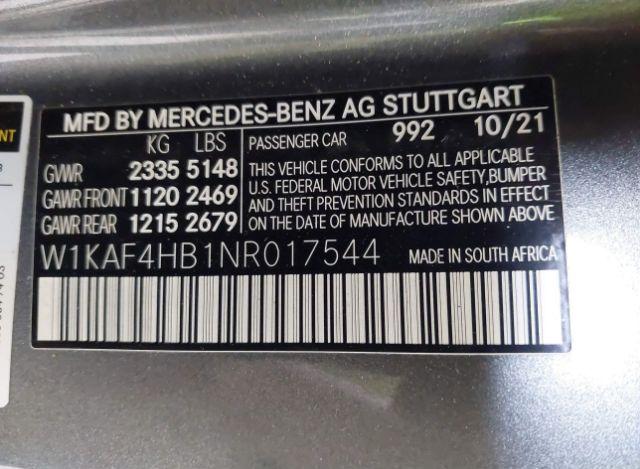 MFD BY MERCEDES-BENZ AG STUTTGART
KG LBS
GVWR 2335 5148
GAWR FRONT 1120 2469
GAWR REAR 1215 2679
PASSENGER CAR 992 10/21
THIS VEHICLE CONFORMS TO ALL APPLICABLE
U.S. FEDERAL MOTOR VEHICLE SAFETY,BUMPER
AND THEFT PREVENTION STANDARDS IN EFFECT
ON THE DATE OF MANUFACTURE SHOWN ABOVE
W1KAF4HB1NR017544 MADE IN SOUTH AFRICA